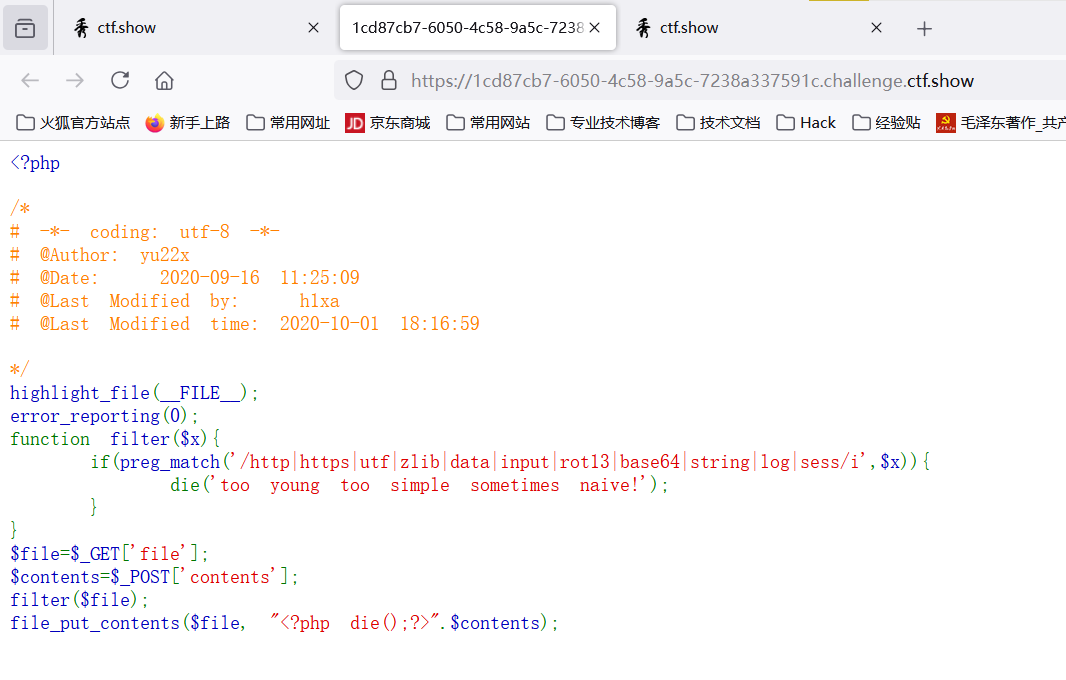 ctf.show
1cd87cb7-6050-4c58-9a5c-7238
ctf.show
https://1cd87cb7-6050-4c58-9a5c-7238a337591c.challenge.ctf.show
火狐官方站点 新手上路 常用网址 JD 京东商城 常用网站 专业技术博客 技术文档 Hack 经验贴 毛泽东著作_共产
<?php
/*
# -*- coding: utf-8 -*-
# @Author: yu22x
# @Date: 2020-09-16 11:25:09
# @Last Modified by: h1xa
# @Last Modified time: 2020-10-01 18:16:59
*/
highlight_file(__FILE__);
error_reporting(0);
function filter($x){
if(preg_match('/http|https|utf|zlib|data|input|rot13|base64|string|log|sess/i',$x)){
die('too young too simple sometimes naive!');
}
}
$file=$_GET['file'];
$contents=$_POST['contents'];
filter($file);
file_put_contents($file, "<?php die();?>".$contents);